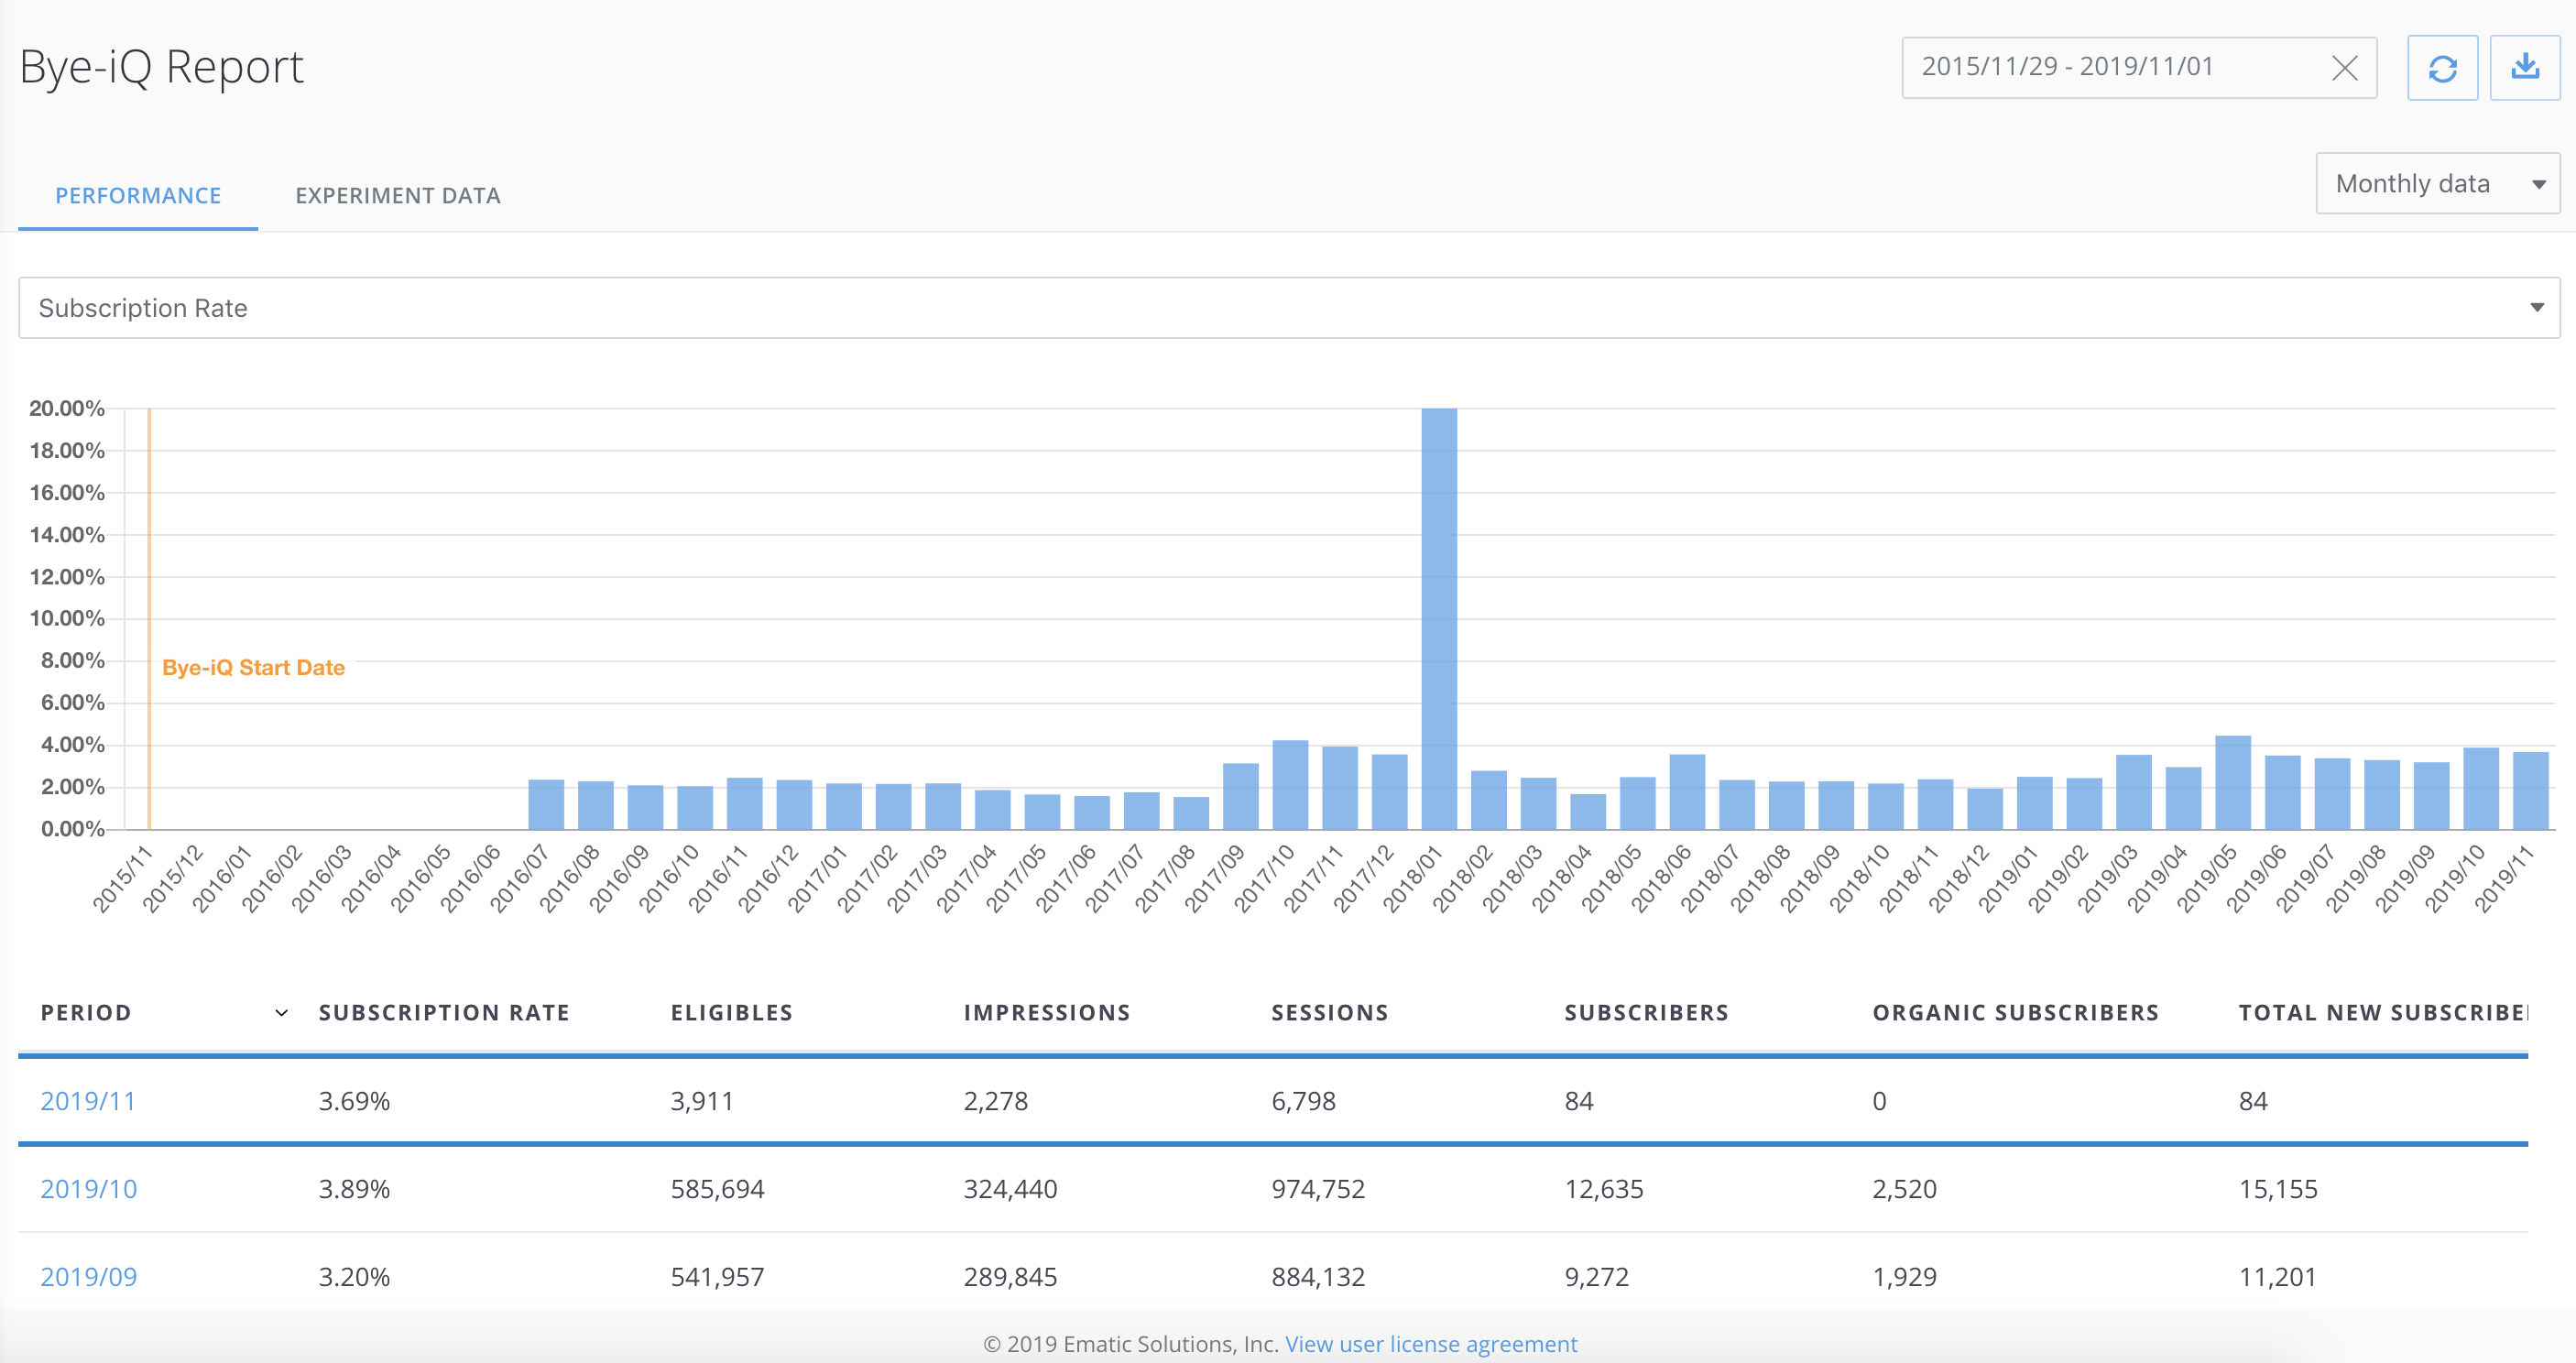 Bye-iQ Report
2015/11/29 - 2019/11/01
PERFORMANCE
EXPERIMENT DATA
Monthly data
Subscription Rate
20.00%
18.00%
16.00%
14.00%
12.00%
10.00%
8.00%
6.00%
4.00%
2.00%
0.00%
Bye-iQ Start Date
2015/11 2015/12 2016/01 2016/02 2016/03 2016/04 2016/05 2016/06 2016/07 2016/08 2016/09 2016/10 2016/11 2016/12 2017/01 2017/02 2017/03 2017/04 2017/05 2017/06 2017/07 2017/08 2017/09 2017/10 2017/11 2017/12 2018/01 2018/02 2018/03 2018/04 2018/05 2018/06 2018/07 2018/08 2018/09 2018/10 2018/11 2018/12 2019/01 2019/02 2019/03 2019/04 2019/05 2019/06 2019/07 2019/08 2019/09 2019/10 2019/11
PERIOD SUBSCRIPTION RATE ELIGIBLES IMPRESSIONS SESSIONS SUBSCRIBERS ORGANIC SUBSCRIBERS TOTAL NEW
2019/11 3.69% 3,911 2,278 6,798 84 0 84
2019/10 3.89% 585,694 324,440 974,752 12,635 2,520 15,155
2019/09 3.20% 541,957 289,845 884,132 9,272 1,929 11,201
© 2019 Ematic Solutions, Inc. View user license agreement